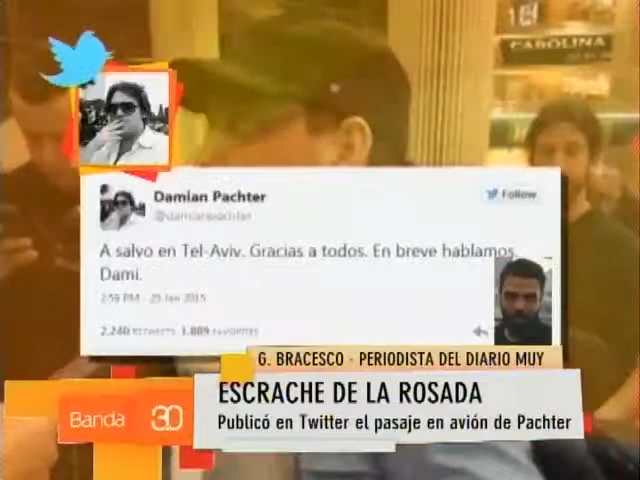 CAROLINA
Damian Pachter
@damianpachter
Follow
A salvo en Tel-Aviv. Gracias a todos. En breve hablamos.
Dami.
2:59 PM - 25 Jan 2015
2,240 RETWEETS 1,889 FAVORITES
G. BRACESCO - PERIODISTA DEL DIARIO MUY
ESCRACHE DE LA ROSADA
Banda 30
Publicó en Twitter el pasaje en avión de Pachter